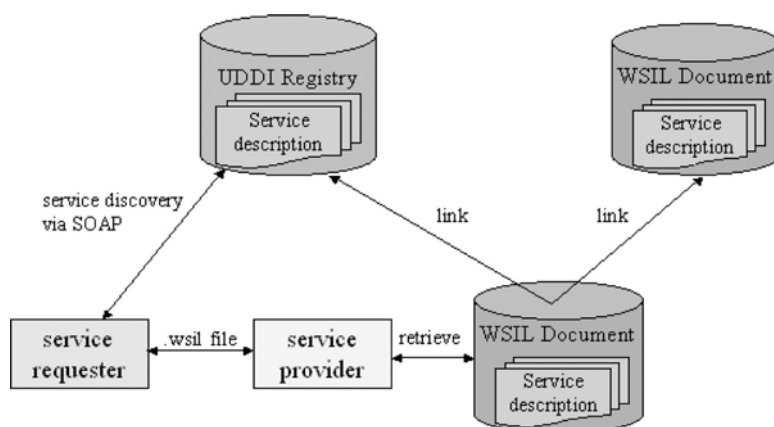 UDDI Registry
Service
description
WSIL Document
Service
description
service discovery
via SOAP
link
link
service
requester
.wsil file
service
provider
retrieve
WSIL Document
Service
description